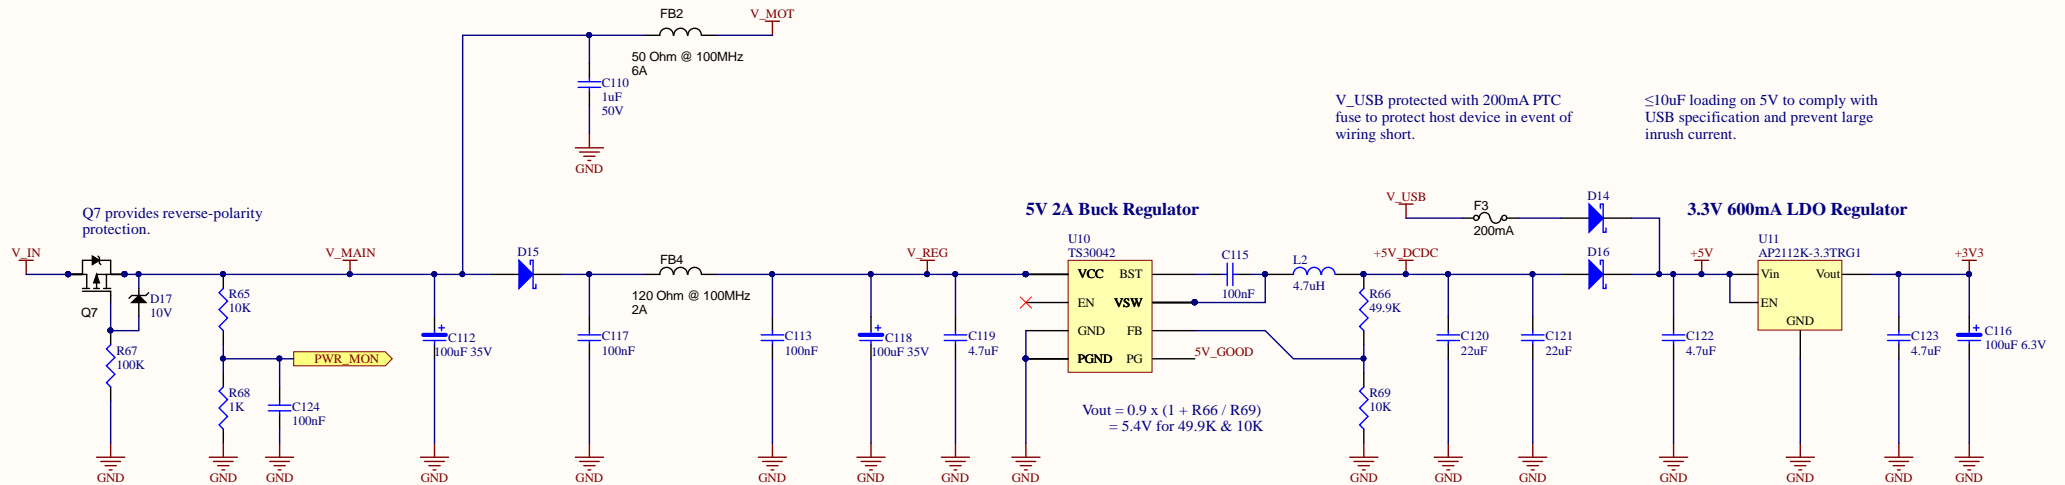 FB2
V_MOT
50 Ohm @ 100MHz
6A
C110
1uF
50V
GND
V_USB protected with 200mA PTC
fuse to protect host device in event of
wiring short.
≤10uF loading on 5V to comply with
USB specification and prevent large
inrush current.
Q7 provides reverse-polarity
protection.
5V 2A Buck Regulator
V_USB
F3
200mA
D14
3.3V 600mA LDO Regulator
V_IN
Q7
D17
10V
R67
100K
GND
V_MAIN
R65
10K
PWR_MON
R68
1K
GND
C124
100nF
GND
C112
100uF 35V
GND
D15
C117
100nF
GND
FB4
120 Ohm @ 100MHz
2A
C113
100nF
GND
V_REG
C118
100uF 35V
GND
C119
4.7uF
GND
U10
TS30042
VCC
BST
EN
VSW
GND
FB
PGND
PG
GND
5V_GOOD
C115
100nF
L2
4.7uH
Vout = 0.9 x (1 + R66 / R69)
= 5.4V for 49.9K & 10K
R66
49.9K
R69
10K
GND
+5V_DCDC
C120
22uF
GND
C121
22uF
GND
D16
+5V
C122
4.7uF
GND
U11
AP2112K-3.3TRG1
Vin
Vout
EN
GND
GND
C123
4.7uF
GND
+3V3
C116
100uF 6.3V
GND